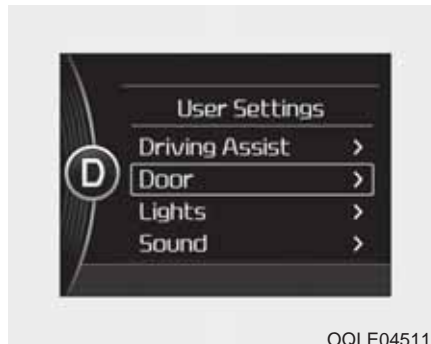 User Settings
Driving Assist >
D
Door >
Lights >
Sound >
OQLE04511